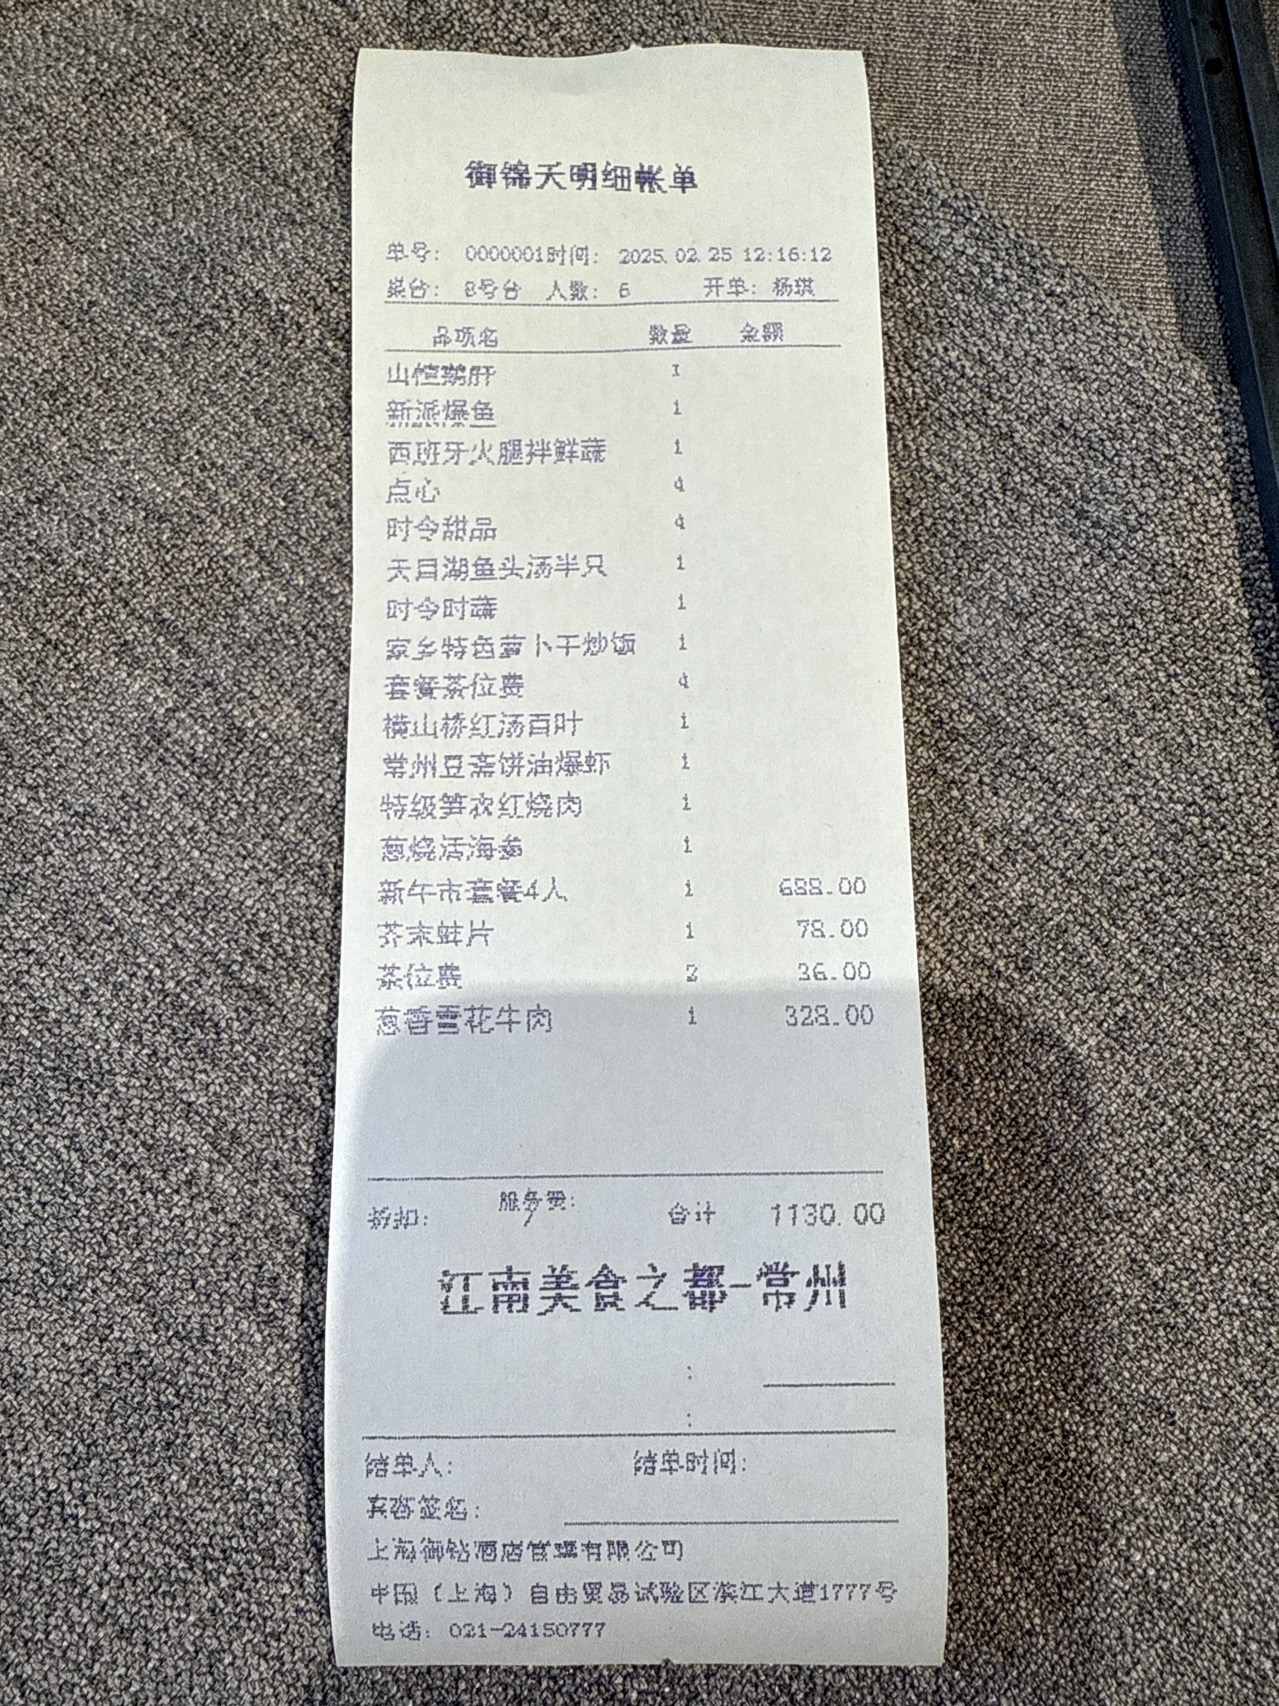 御锦天明细帐单
单号: 0000001时间: 2025.02.25 12:16:12
桌台: 8号台 人数: 6 开单: 杨琪
品项名 数量 金额
山楂鹅肝 1
新派爆鱼 1
西班牙火腿拌鲜蔬 1
点心 4
时令甜品 4
天目湖鱼头汤半只 1
时令时蔬 1
家乡特色萝卜干炒饭 1
套餐茶位费 4
横山桥红汤百叶 1
常州豆斋饼油爆虾 1
特级笋衣红烧肉 1
葱烧活海参 1
新午市套餐4人 1 688.00
芥末蚌片 1 78.00
茶位费 2 36.00
葱香雪花牛肉 1 328.00
折扣: 服务费: / 合计 1130.00
江南美食之都-常州
:
:
结单人: 结单时间:
宾客签名:
上海御钻酒店管理有限公司
中国（上海）自由贸易试验区滨江大道1777号
电话: 021-24150777